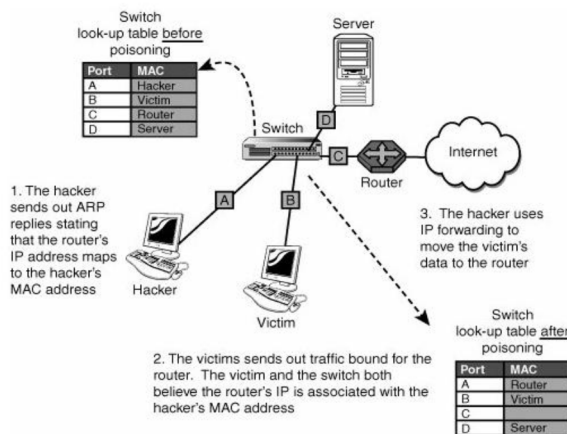 Switch
look-up table before
poisoning
Port MAC
A Hacker
B Victim
C Router
D Server
Server
D
Switch
C
Router
Internet
A
B
1. The hacker
sends out ARP
replies stating
that the router's
IP address maps
to the hacker's
MAC address
Hacker
Victim
3. The hacker uses
IP forwarding to
move the victim's
data to the router
2. The victims sends out traffic bound for the
router. The victim and the switch both
believe the router's IP is associated with the
hacker's MAC address
Switch
look-up table after
poisoning
Port MAC
A Router
B Victim
C
D Server